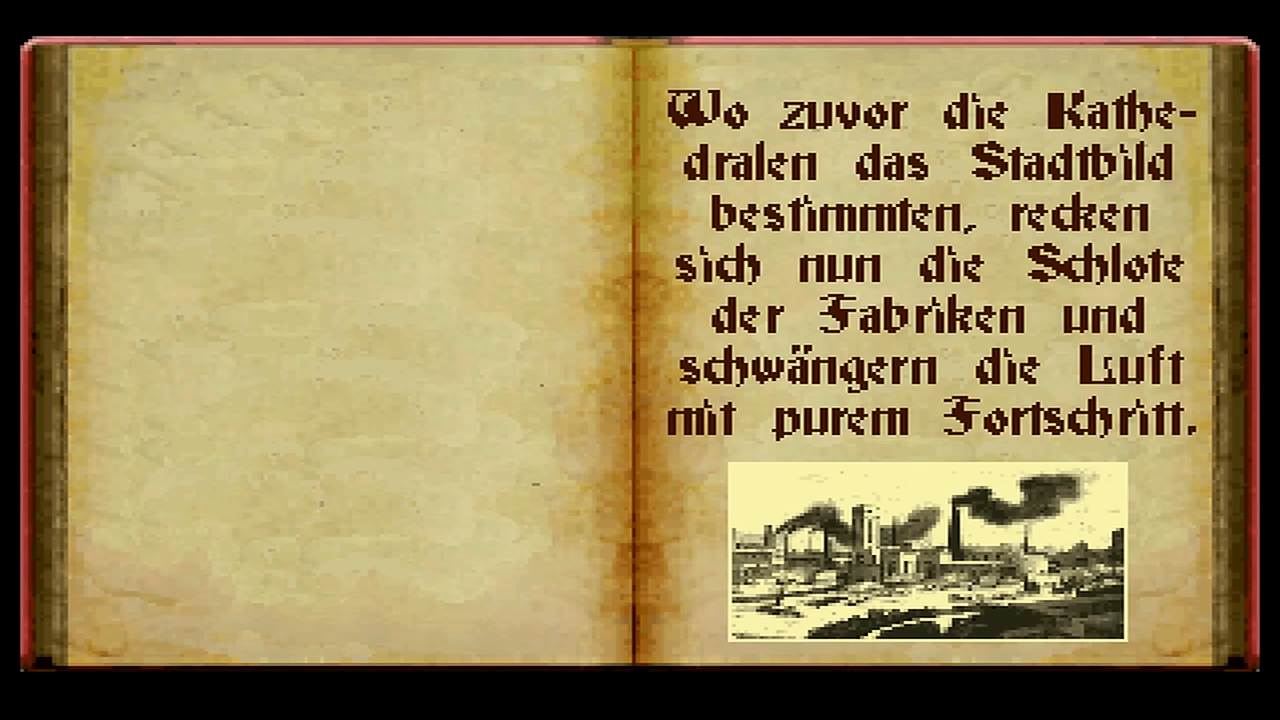 Wo zuvor die Kathe-
dralen das Stadtbild
bestimmten, recken
sich nun die Schlote
der Fabriken und
schwängern die Luft
mit purem Fortschritt.